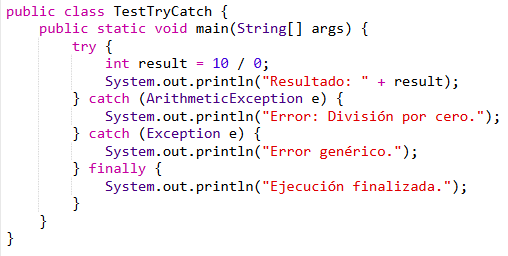 public class TestTryCatch {
    public static void main(String[] args) {
        try {
            int result = 10 / 0;
            System.out.println("Resultado: " + result);
        } catch (ArithmeticException e) {
            System.out.println("Error: División por cero.");
        } catch (Exception e) {
            System.out.println("Error genérico.");
        } finally {
            System.out.println("Ejecución finalizada.");
        }
    }
}